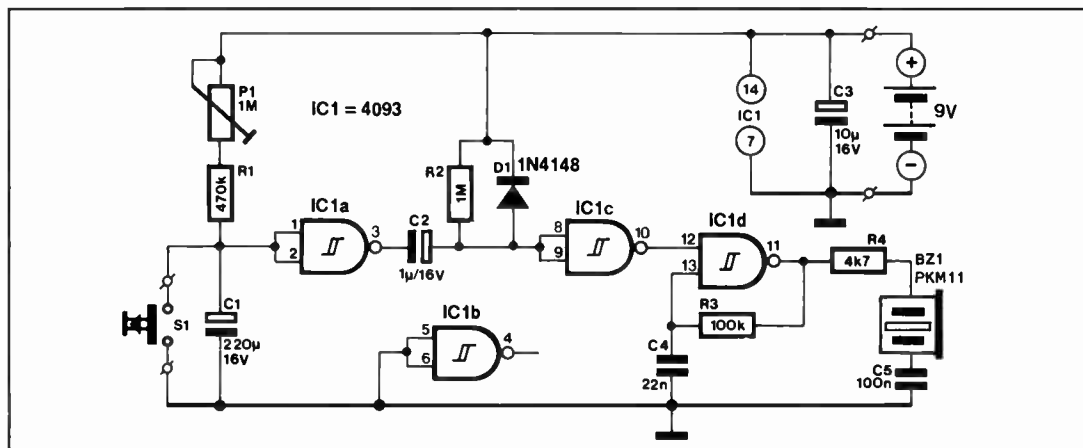 P1
1M
IC1 = 4093
R1
470k
S1
C1
220µ
16V
IC1a
1
2
3
C2
1µ/16V
R2
1M
D1
1N4148
IC1b
5
6
4
IC1c
8
9
10
IC1d
12
13
11
R3
100k
C4
22n
R4
4k7
BZ1
PKM11
C5
100n
14
IC1
7
C3
10µ
16V
+
9V
−